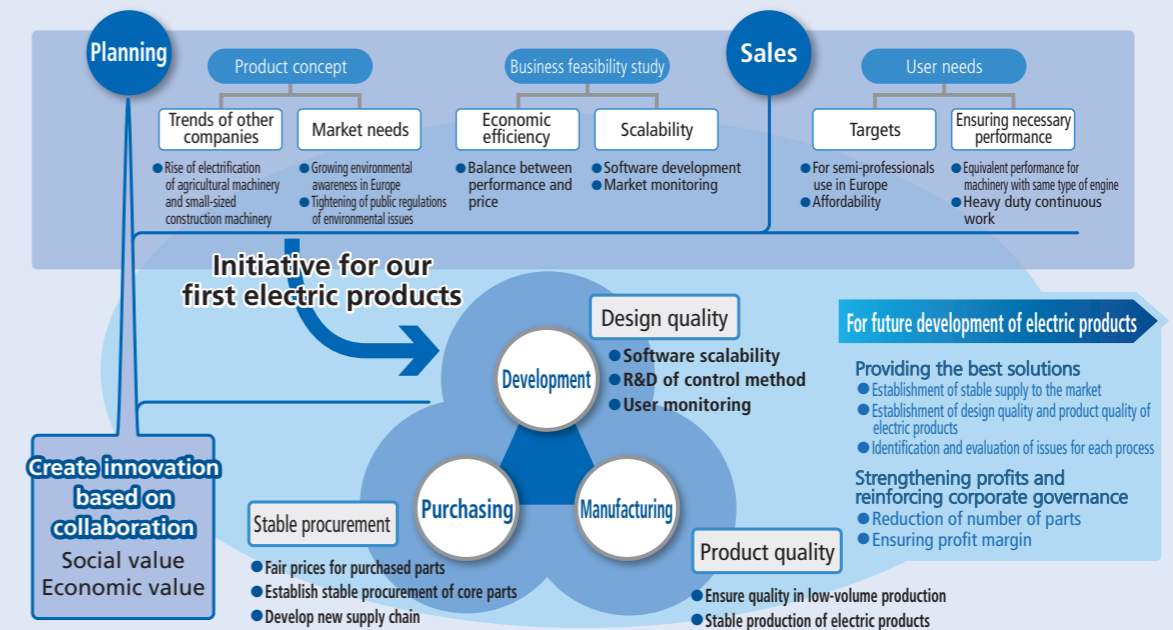 Planning
Product concept
Trends of other
companies
● Rise of electrification
of agricultural machinery
and small-sized
construction machinery
Market needs
● Growing environmental
awareness in Europe
● Tightening of public regulations
of environmental issues
Business feasibility study
Economic
efficiency
● Balance between
performance and
price
Scalability
● Software development
● Market monitoring
Sales
User needs
Targets
● For semi-professionals
use in Europe
● Affordability
Ensuring necessary
performance
● Equivalent performance for
machinery with same type of engine
● Heavy duty continuous
work
Initiative for our
first electric products
Development
Design quality
● Software scalability
● R&D of control method
● User monitoring
Purchasing
Stable procurement
● Fair prices for purchased parts
● Establish stable procurement of core parts
● Develop new supply chain
Manufacturing
Product quality
● Ensure quality in low-volume production
● Stable production of electric products
Create innovation
based on
collaboration
Social value
Economic value
For future development of electric products
Providing the best solutions
● Establishment of stable supply to the market
● Establishment of design quality and product quality of
electric products
● Identification and evaluation of issues for each process
Strengthening profits and
reinforcing corporate governance
● Reduction of number of parts
● Ensuring profit margin